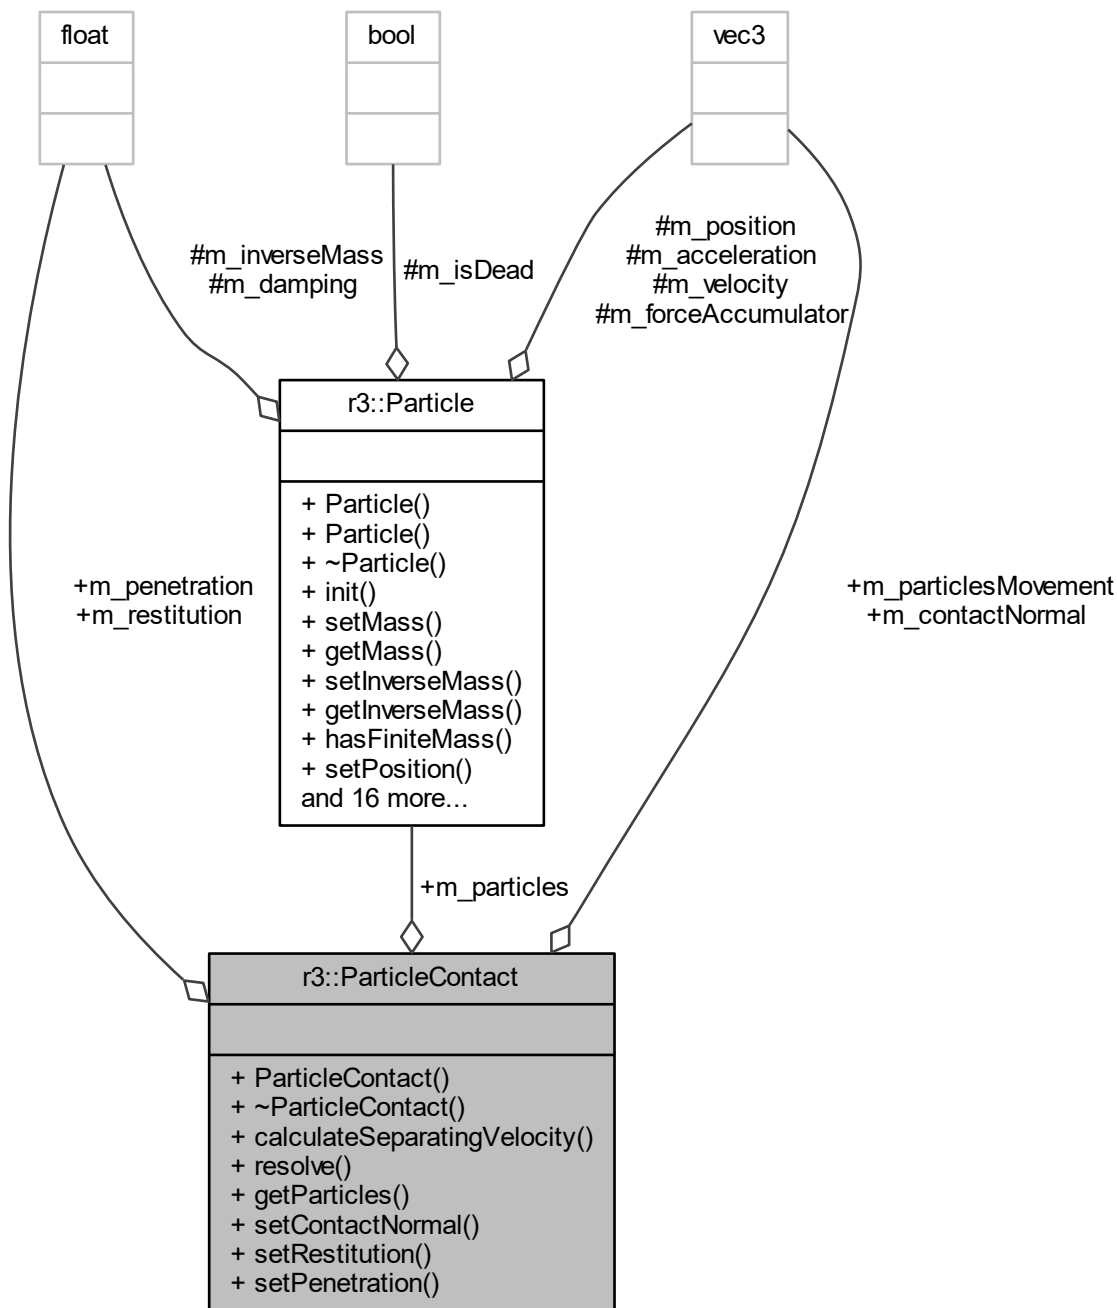 float
bool
vec3
#m_inverseMass
#m_damping
#m_isDead
#m_position
#m_acceleration
#m_velocity
#m_forceAccumulator
r3::Particle
+ Particle()
+ Particle()
+ ~Particle()
+ init()
+ setMass()
+ getMass()
+ setInverseMass()
+ getInverseMass()
+ hasFiniteMass()
+ setPosition()
and 16 more...
+m_penetration
+m_restitution
+m_particlesMovement
+m_contactNormal
+m_particles
r3::ParticleContact
+ ParticleContact()
+ ~ParticleContact()
+ calculateSeparatingVelocity()
+ resolve()
+ getParticles()
+ setContactNormal()
+ setRestitution()
+ setPenetration()